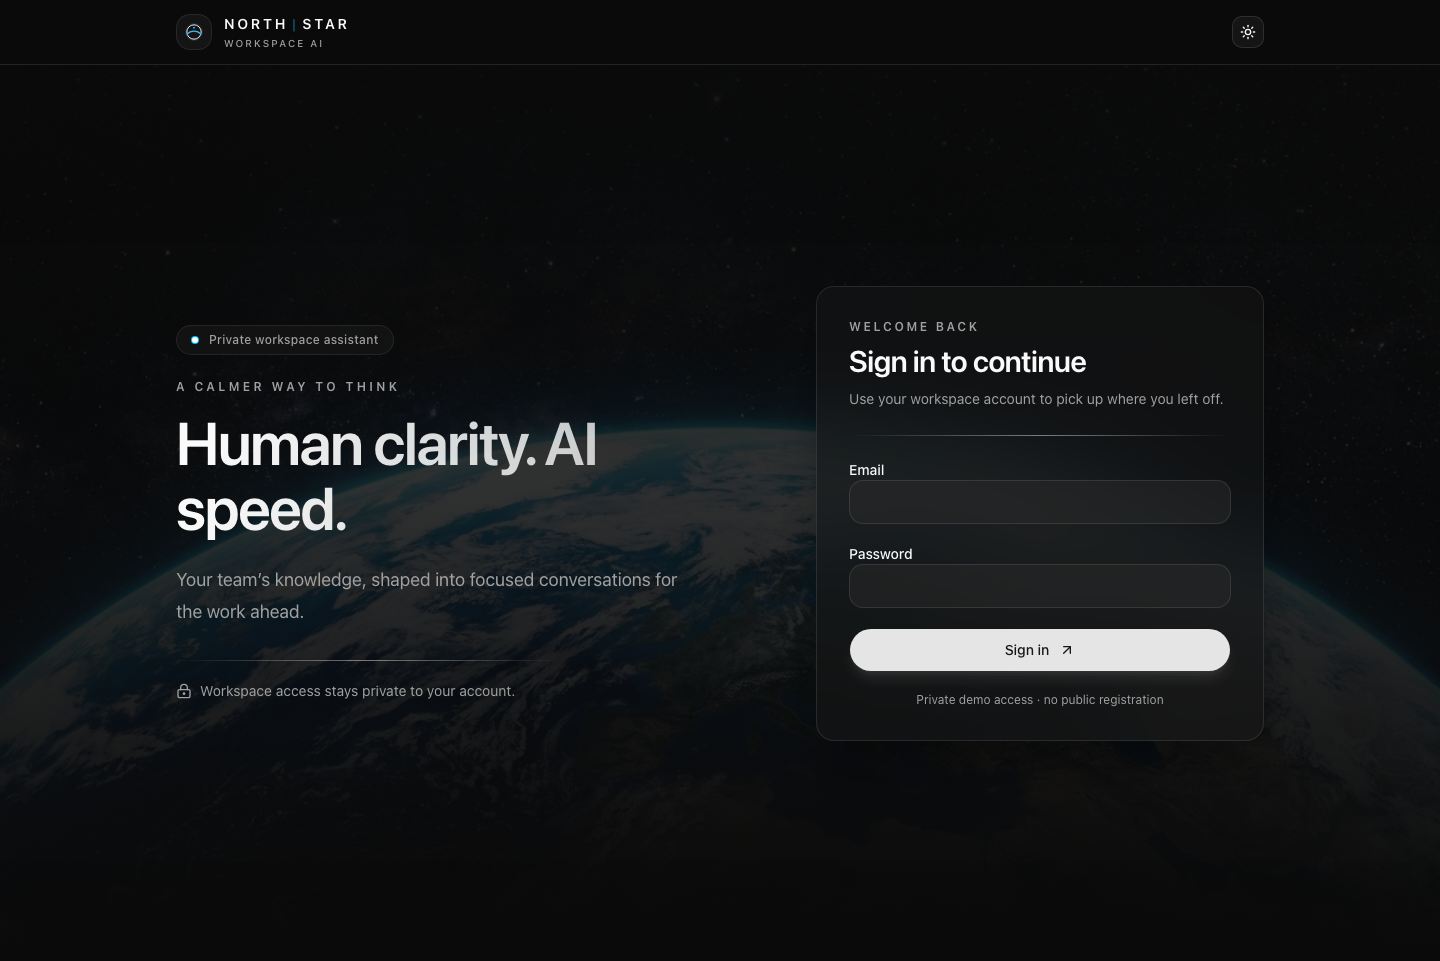 NORTH | STAR
WORKSPACE AI
Private workspace assistant
A CALMER WAY TO THINK
Human clarity. AI
speed.
Your team’s knowledge, shaped into focused conversations for
the work ahead.
Workspace access stays private to your account.
WELCOME BACK
Sign in to continue
Use your workspace account to pick up where you left off.
Email
Password
Sign in
Private demo access · no public registration